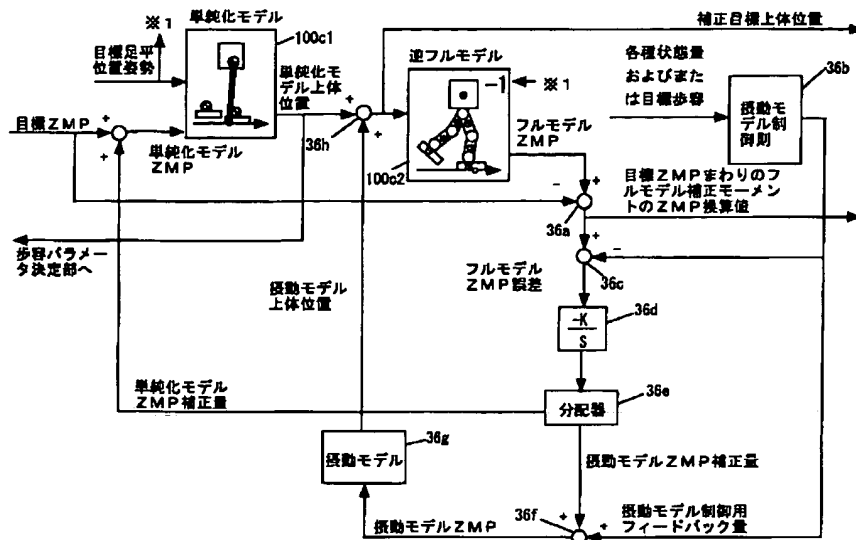 単純化モデル
※1
100c1
目標足平
位置姿勢
単純化モ
デル上体
位置
目標ZMP
+
+
単純化モデル
ZMP
補正目標上体位置
逆フルモデル
-1
※1
+
+
36h
100c2
フルモデル
ZMP
各種状態量
およびまた
は目標歩容
36b
摂動モ
デル制
御則
-
+
36a
目標ZMPまわりのフ
ルモデル補正モーメン
トのZMP換算値
歩容パラメー
タ決定部へ
摂動モデル
上体位置
+
-
36c
フルモデル
ZMP誤差
36d
-K
S
単純化モデル
ZMP補正量
分配器
36e
摂動モデル
36g
摂動モデルZMP補正量
摂動モデルZMP
36f
+
+
摂動モデル制御用
フィードバック量